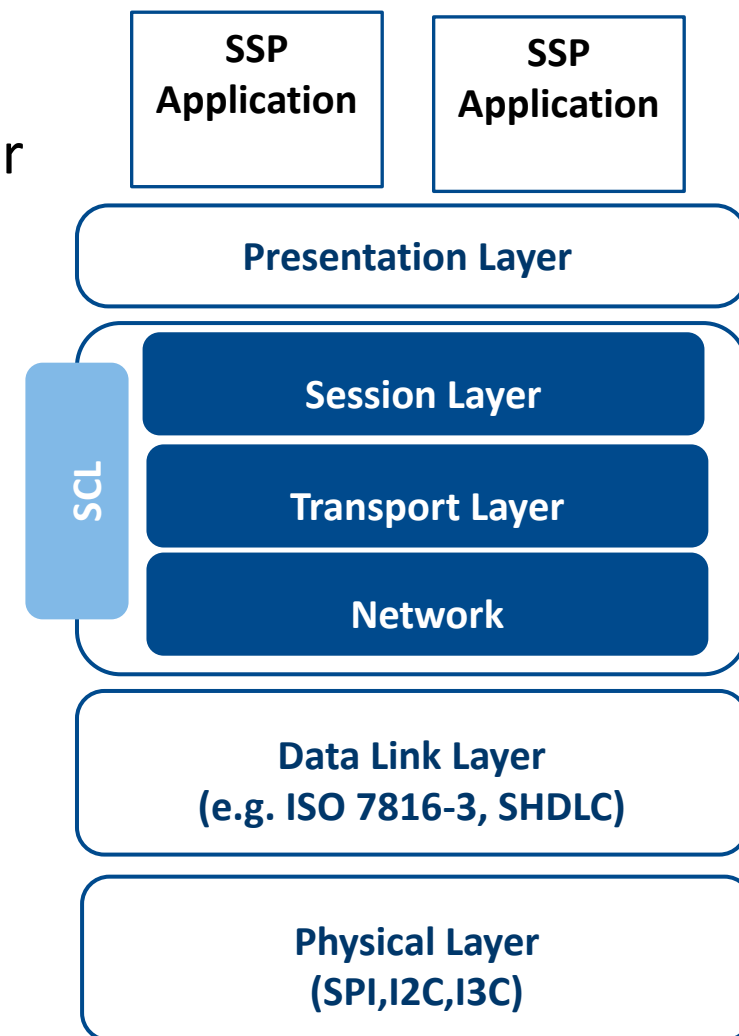 SSP
Application
SSP
Application
r
Presentation Layer
Session Layer
SCL
Transport Layer
Network
Data Link Layer
(e.g. ISO 7816-3, SHDLC)
Physical Layer
(SPI,I2C,I3C)